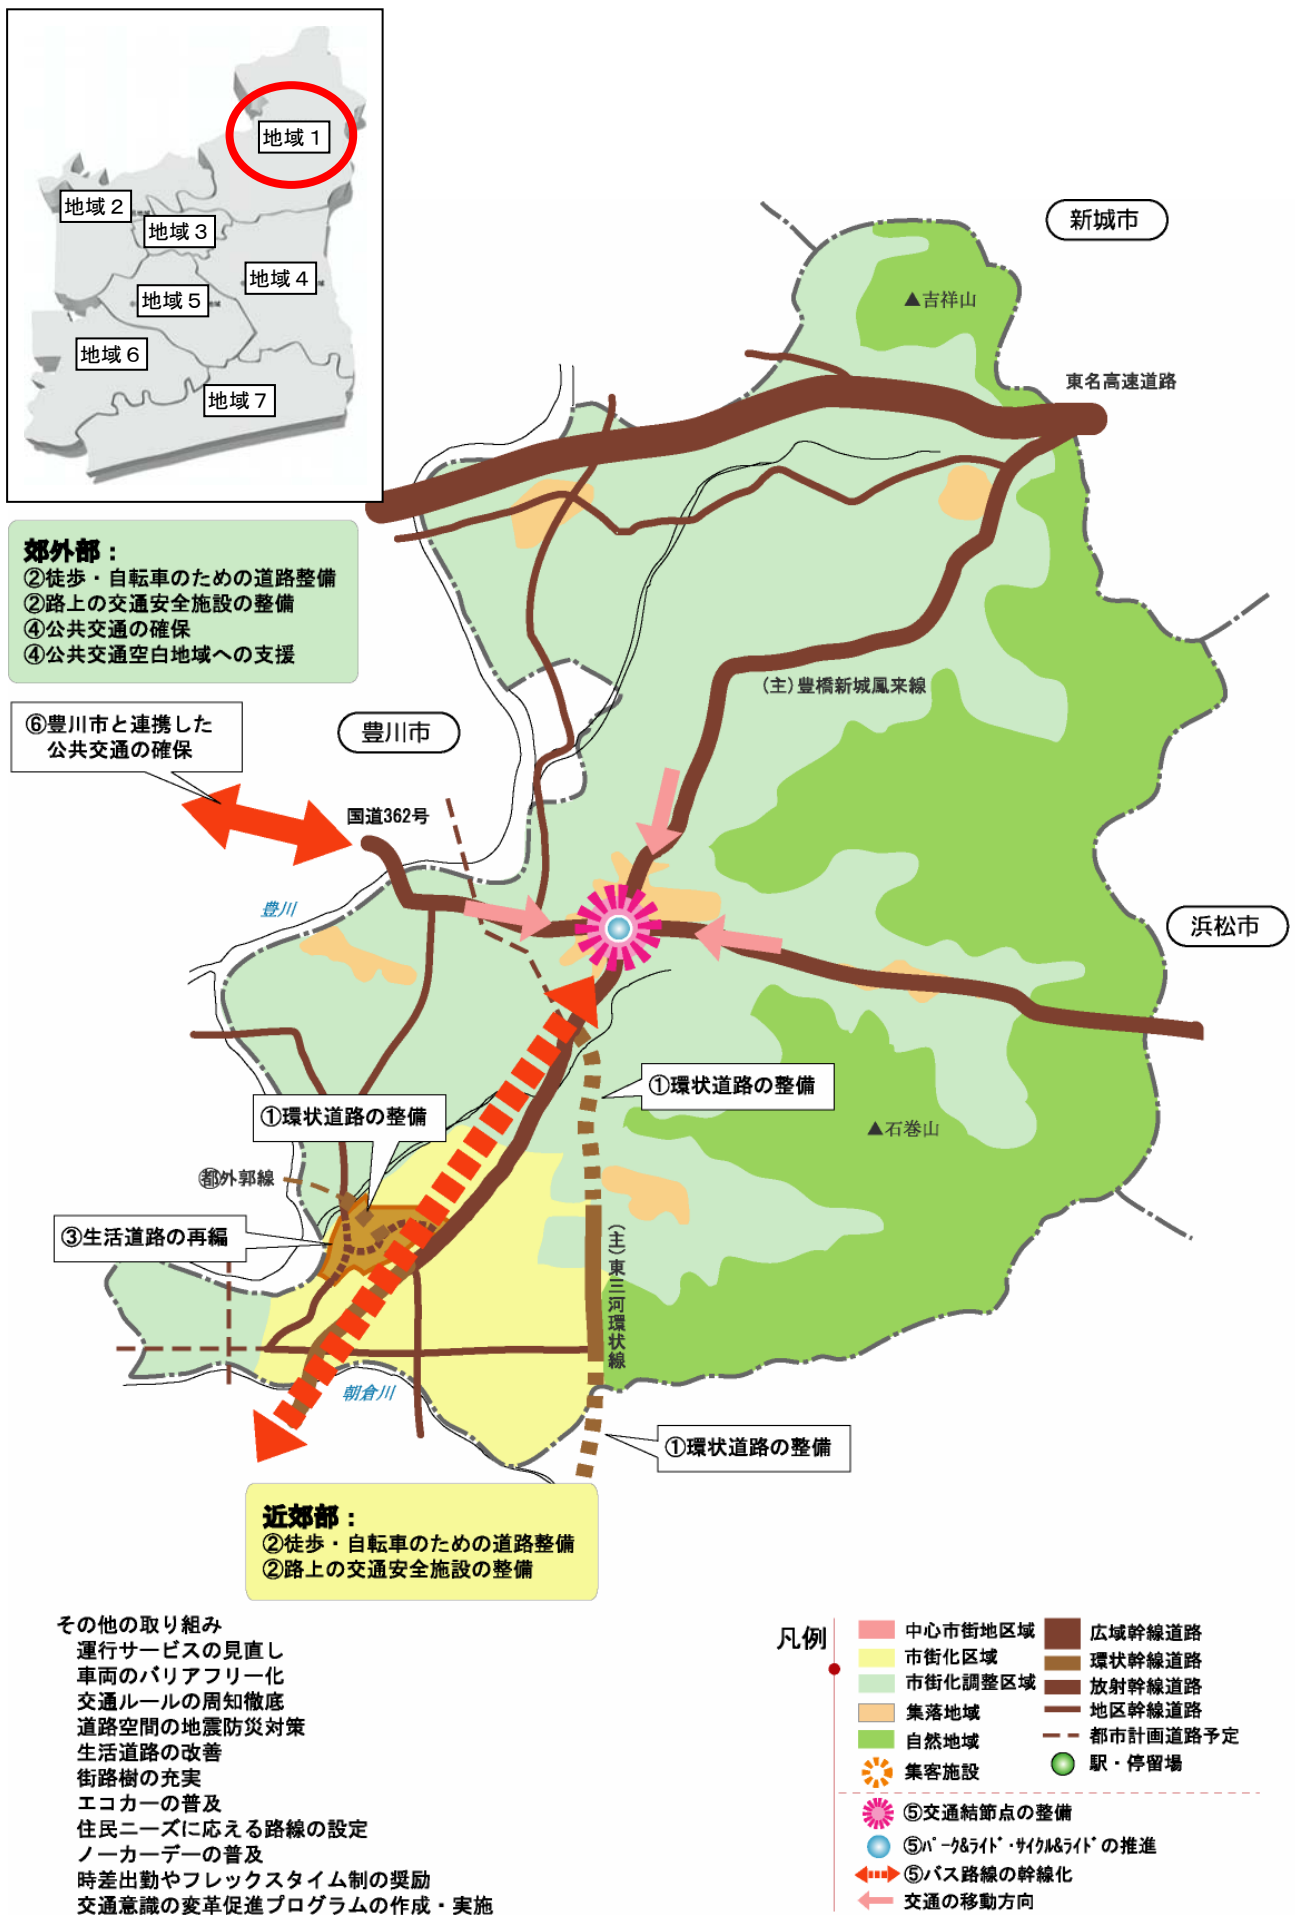 地域１
地域２
地域３
地域４
地域５
地域６
地域７
新城市
▲吉祥山
東名高速道路
郊外部：
②徒歩・自転車のための道路整備
②路上の交通安全施設の整備
④公共交通の確保
④公共交通空白地域への支援
(主)豊橋新城鳳来線
⑥豊川市と連携した
公共交通の確保
豊川市
国道362号
豊川
浜松市
①環状道路の整備
①環状道路の整備
▲石巻山
都外郭線
③生活道路の再編
(主)東三河環状線
朝倉川
①環状道路の整備
近郊部：
②徒歩・自転車のための道路整備
②路上の交通安全施設の整備
その他の取り組み
運行サービスの見直し
車両のバリアフリー化
交通ルールの周知徹底
道路空間の地震防災対策
生活道路の改善
街路樹の充実
エコカーの普及
住民ニーズに応える路線の設定
ノーカーデーの普及
時差出勤やフレックスタイム制の奨励
交通意識の変革促進プログラムの作成・実施
凡例
中心市街地区域
市街化区域
市街化調整区域
集落地域
自然地域
集客施設
広域幹線道路
環状幹線道路
放射幹線道路
地区幹線道路
都市計画道路予定
駅・停留場
⑤交通結節点の整備
⑤ﾊﾟｰｸ&ﾗｲﾄﾞ・ｻｲｸﾙ&ﾗｲﾄﾞの推進
⑤バス路線の幹線化
交通の移動方向